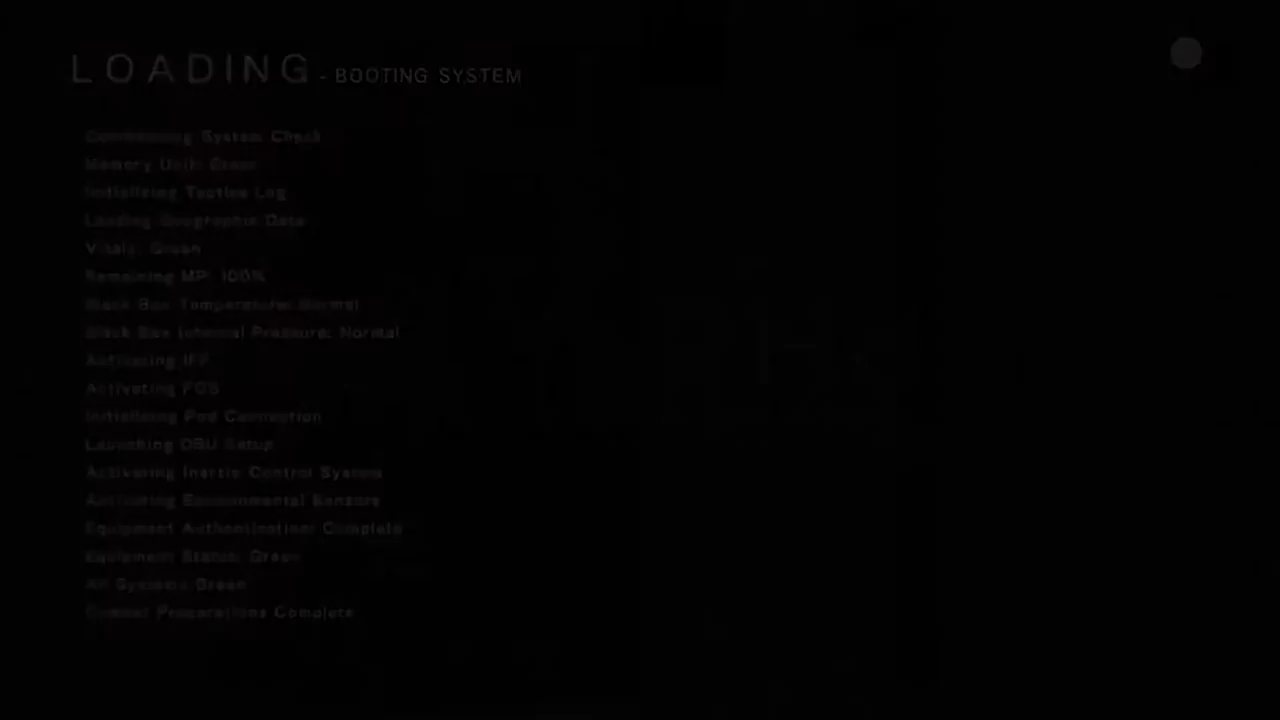 LOADING - BOOTING SYSTEM
Commencing System Check
Memory Unit: Green
Initializing Tactics Log
Loading Geographic Data
Vitals: Green
Remaining MP: 100%
Black Box Temperature: Normal
Black Box Internal Pressure: Normal
Activating IFF
Activating FCS
Initializing Pod Connection
Launching DBU Setup
Activating Inertia Control System
Activating Environmental Sensors
Equipment Authentication: Complete
Equipment Status: Green
All Systems Green
Combat Preparations Complete